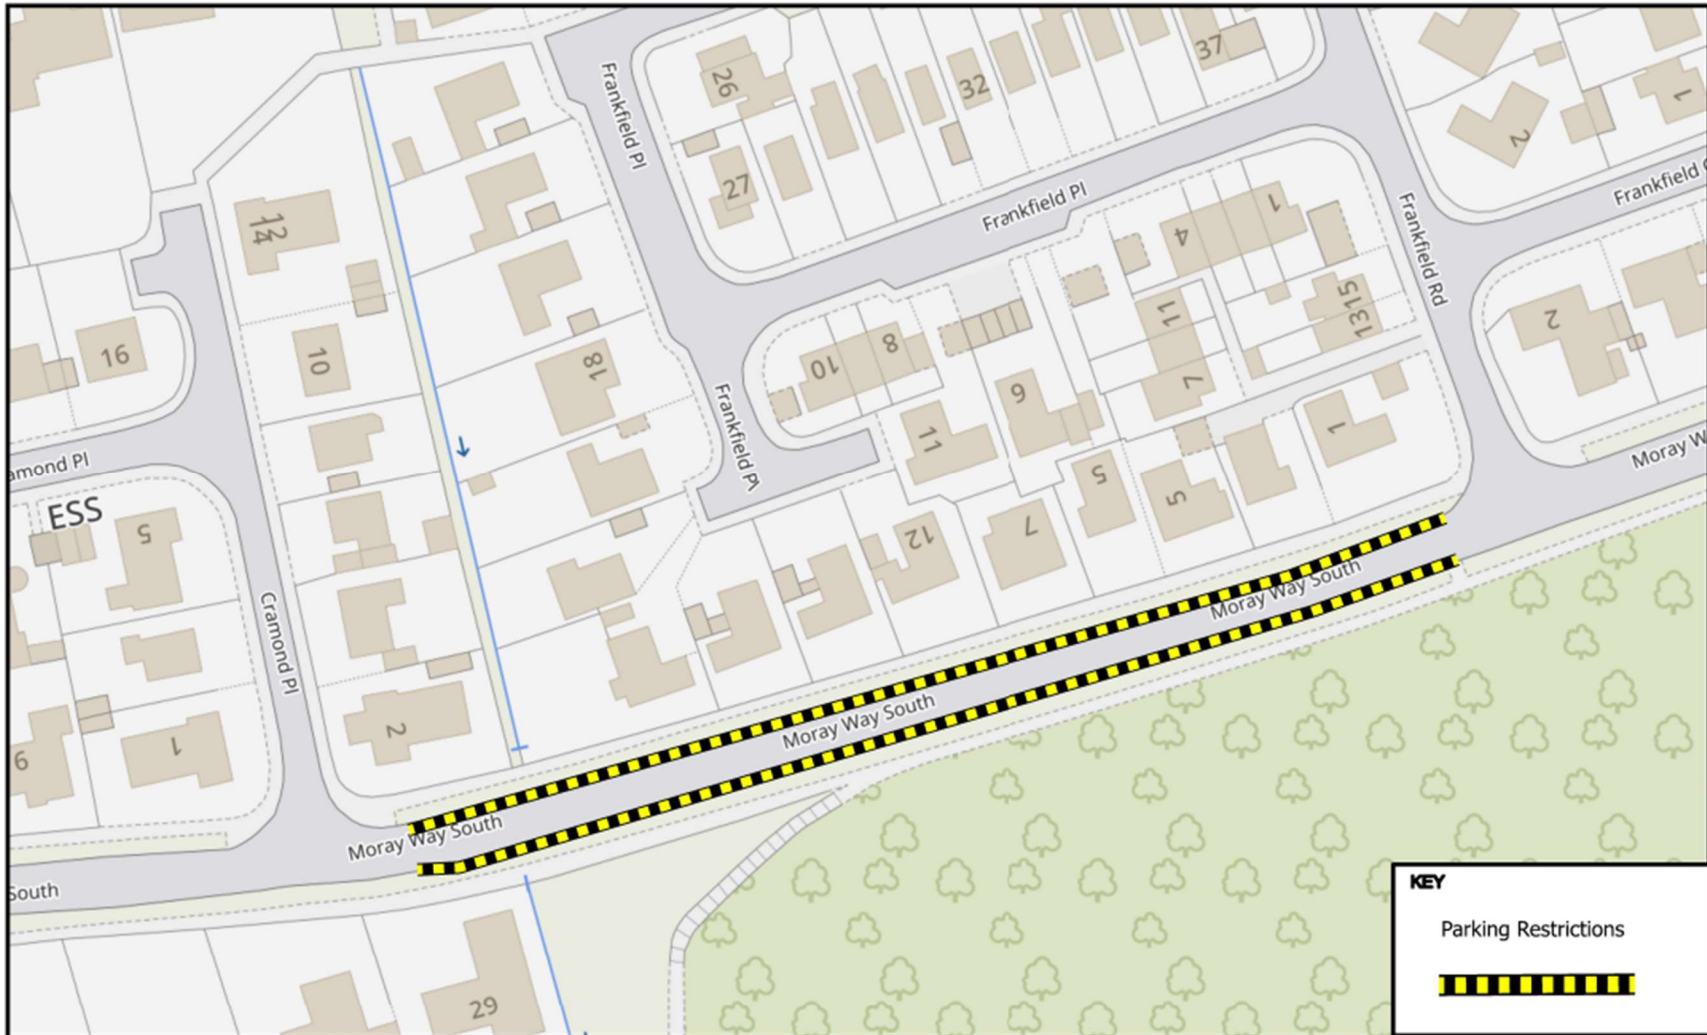 26
32
37
1
2
Frankfield Pl
27
Frankfield Pl
Frankfield
14
12
1
4
Frankfield Rd
16
10
18
10
8
11
1315
2
Frankfield Pl
11
6
7
1
amond Pl
Moray W
ESS
5
5
5
12
7
Cramond Pl
Moray Way South
2
1
9
Moray Way South
Moray Way South
South
29
KEY
Parking Restrictions